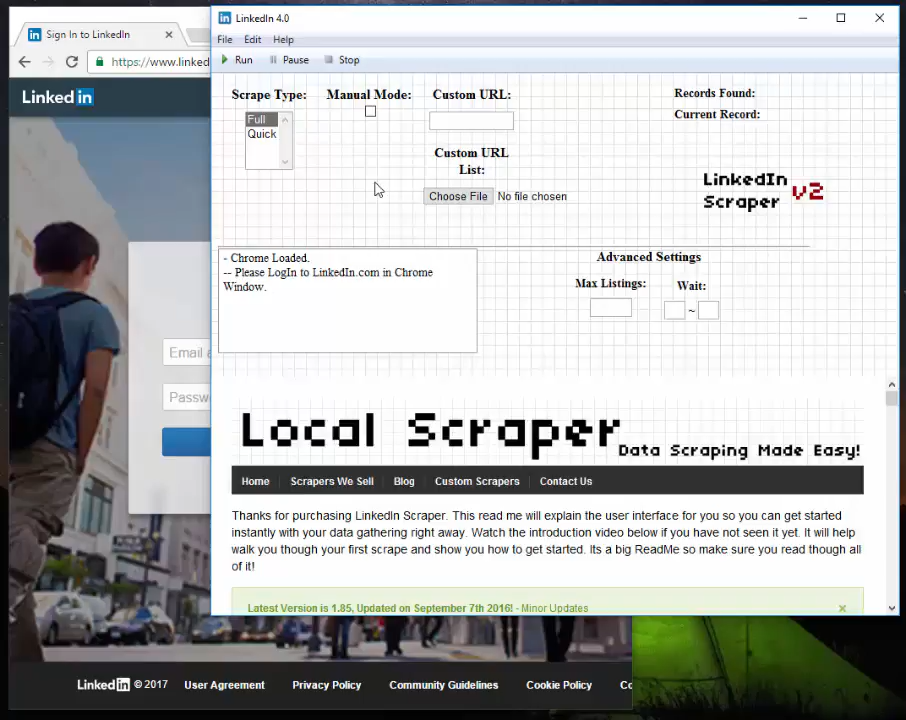 Sign In to LinkedIn
https://www.linked
Linked in
Email a
Passw
Linked in © 2017
User Agreement
Privacy Policy
Community Guidelines
Cookie Policy
Co
in LinkedIn 4.0
File Edit Help
Run Pause Stop
Scrape Type:
Full
Quick
Manual Mode:
Custom URL:
Custom URL
List:
Choose File No file chosen
Records Found:
Current Record:
LinkedIn
Scraper v2
- Chrome Loaded.
-- Please LogIn to LinkedIn.com in Chrome
Window.
Advanced Settings
Max Listings:
Wait:
~
Local Scraper
Data Scraping Made Easy!
Home Scrapers We Sell Blog Custom Scrapers Contact Us
Thanks for purchasing LinkedIn Scraper. This read me will explain the user interface for you so you can get started
instantly with your data gathering right away. Watch the introduction video below if you have not seen it yet. It will help
walk you though your first scrape and show you how to get started. Its a big ReadMe so make sure you read though all
of it!
Latest Version is 1.85, Updated on September 7th 2016! - Minor Updates ×